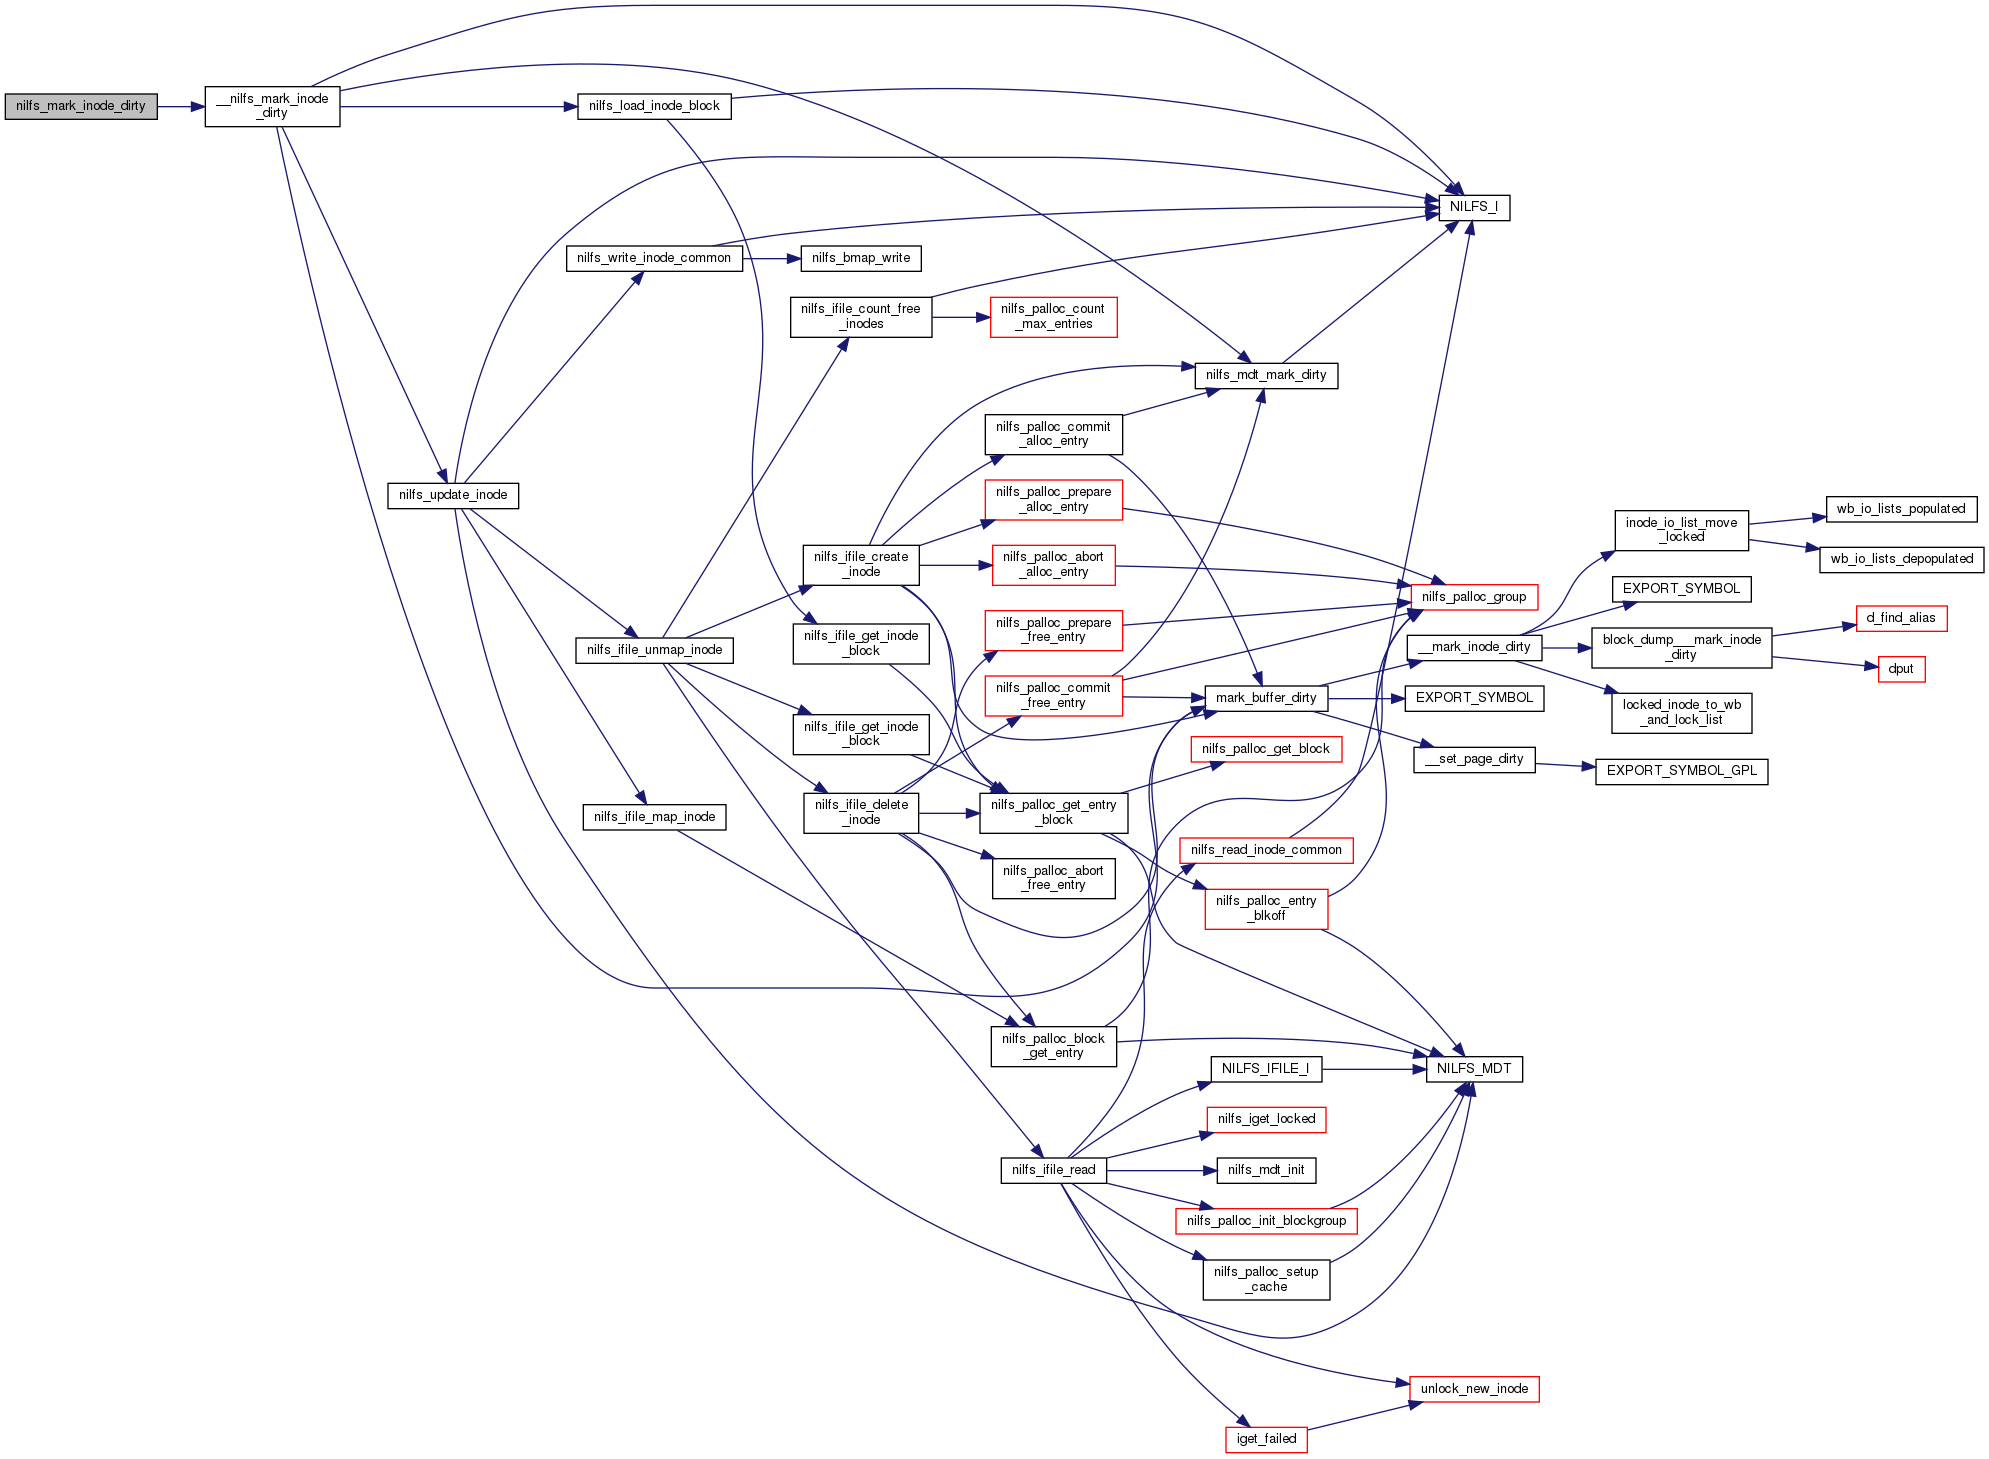 nilfs_mark_inode_dirty
__nilfs_mark_inode
_dirty
nilfs_load_inode_block
NILFS_I
nilfs_write_inode_common
nilfs_bmap_write
nilfs_ifile_count_free
_inodes
nilfs_palloc_count
_max_entries
nilfs_mdt_mark_dirty
nilfs_palloc_commit
_alloc_entry
nilfs_update_inode
nilfs_palloc_prepare
_alloc_entry
inode_io_list_move
_locked
wb_io_lists_populated
wb_io_lists_depopulated
nilfs_ifile_create
_inode
nilfs_palloc_abort
_alloc_entry
nilfs_palloc_group
EXPORT_SYMBOL
d_find_alias
nilfs_palloc_prepare
_free_entry
nilfs_ifile_get_inode
_block
nilfs_ifile_unmap_inode
__mark_inode_dirty
block_dump___mark_inode
_dirty
dput
nilfs_palloc_commit
_free_entry
mark_buffer_dirty
EXPORT_SYMBOL
locked_inode_to_wb
_and_lock_list
nilfs_ifile_get_inode
_block
nilfs_palloc_get_block
__set_page_dirty
EXPORT_SYMBOL_GPL
nilfs_ifile_map_inode
nilfs_ifile_delete
_inode
nilfs_palloc_get_entry
_block
nilfs_read_inode_common
nilfs_palloc_abort
_free_entry
nilfs_palloc_entry
_blkoff
nilfs_palloc_block
_get_entry
NILFS_IFILE_I
NILFS_MDT
nilfs_iget_locked
nilfs_ifile_read
nilfs_mdt_init
nilfs_palloc_init_blockgroup
nilfs_palloc_setup
_cache
unlock_new_inode
iget_failed